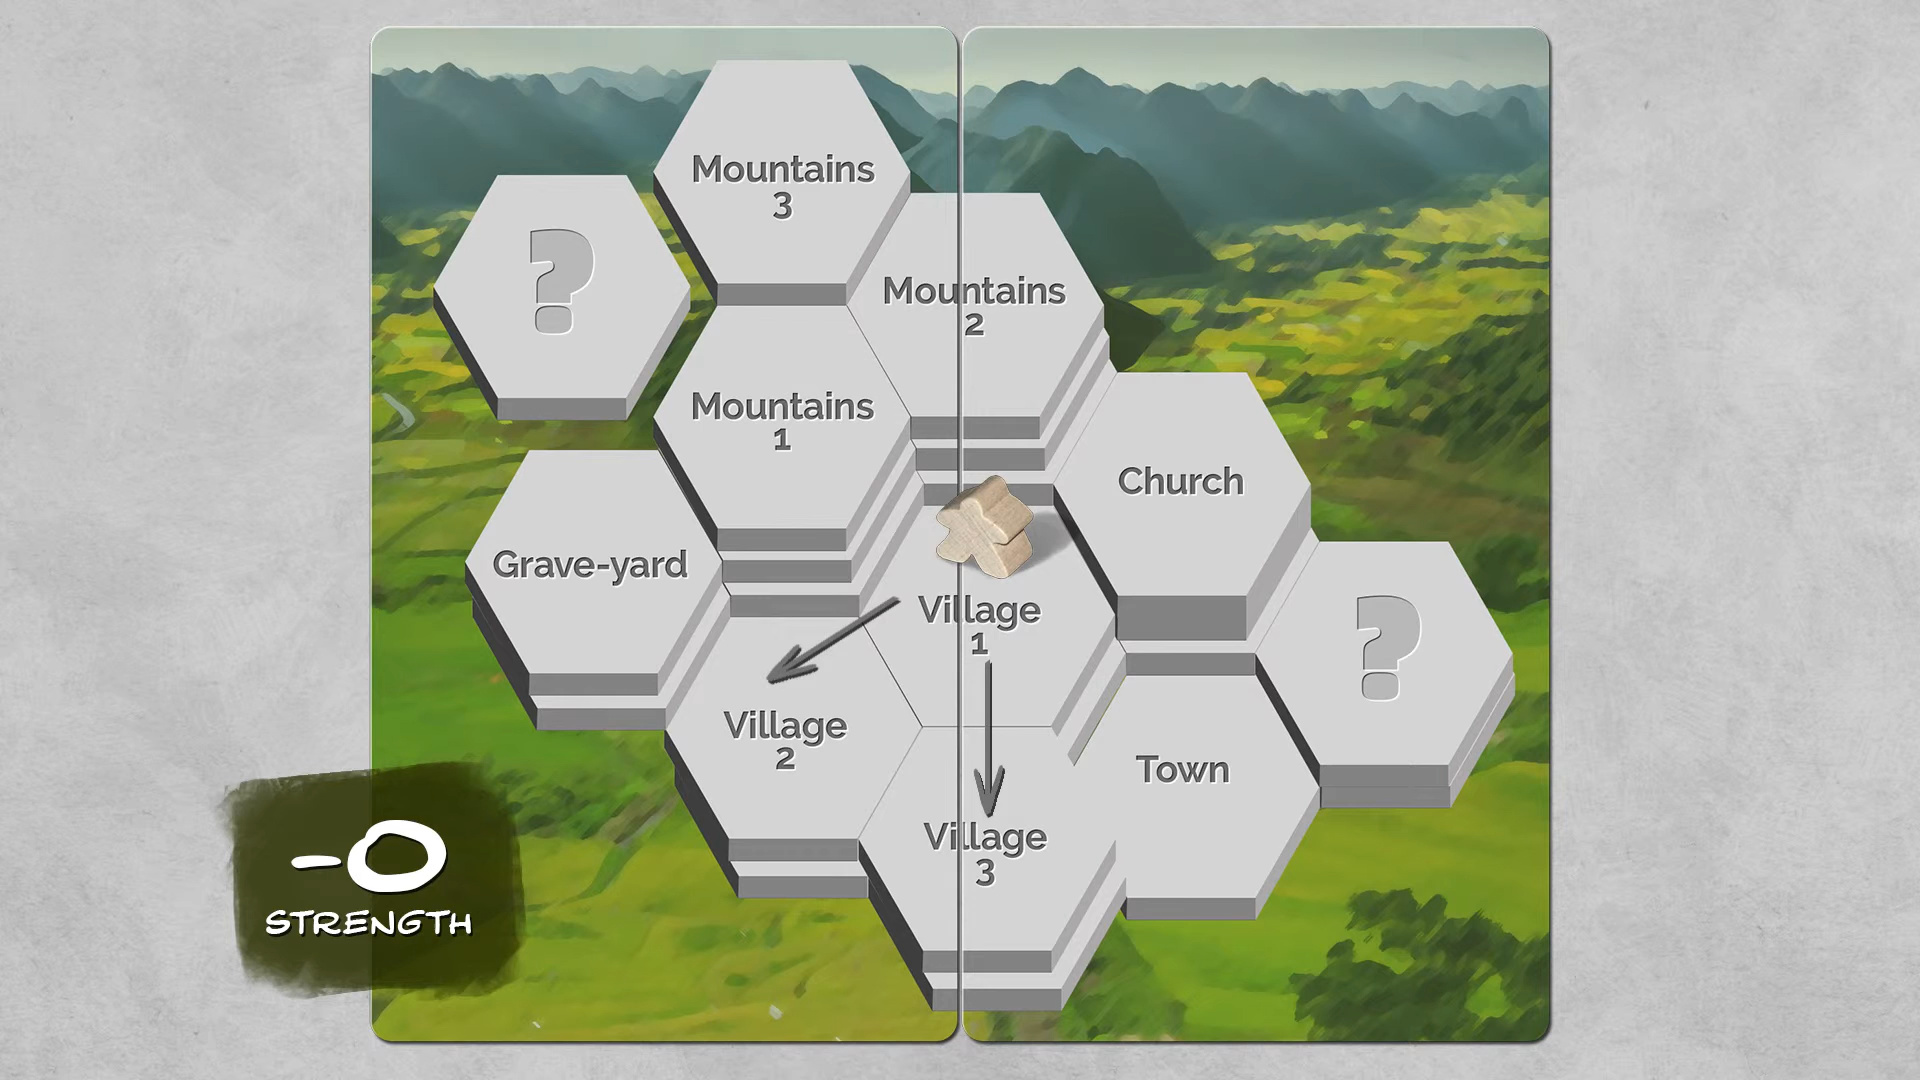 Mountains
3
?
Mountains
2
Mountains
1
Church
Grave-yard
Village
1
?
Village
2
Town
Village
3
-0
STRENGTH